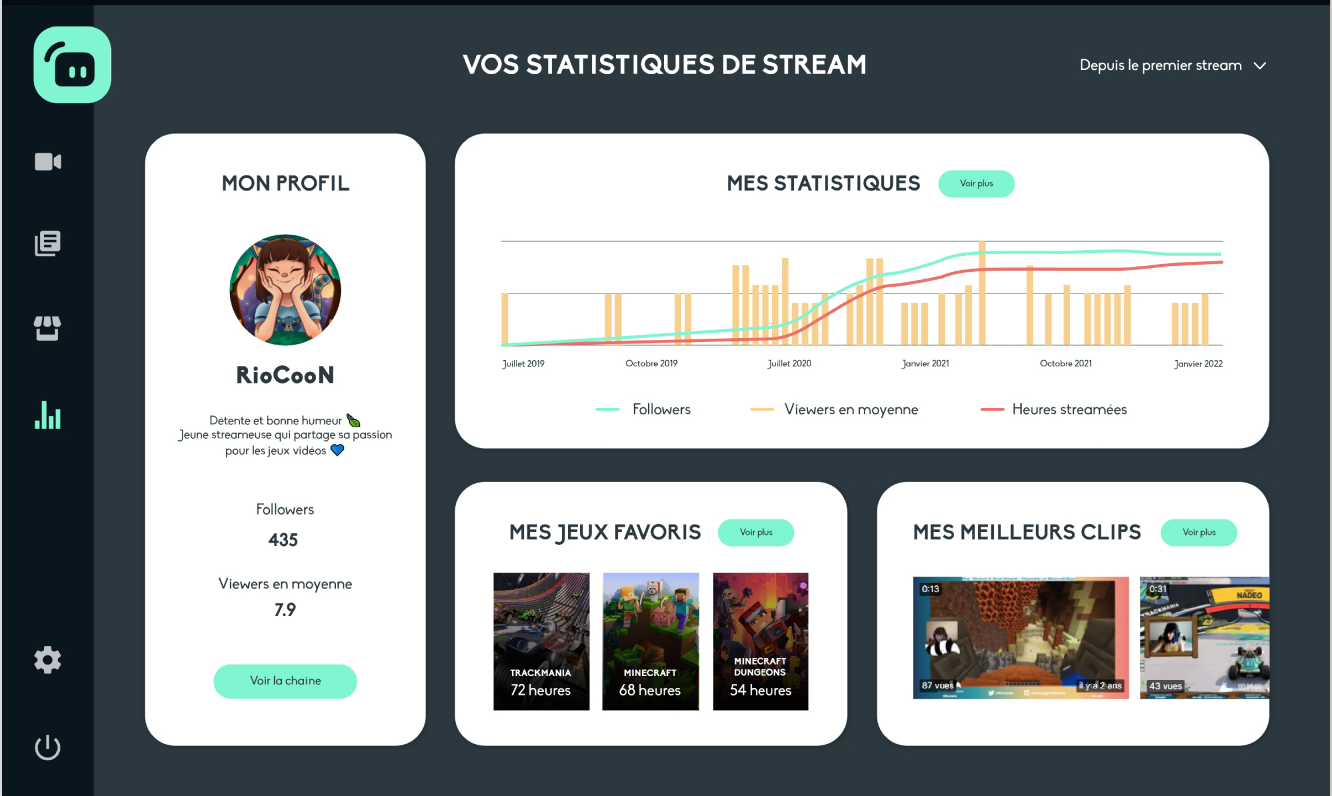 VOS STATISTIQUES DE STREAM
Depuis le premier stream
MON PROFIL
RioCooN
Détente et bonne humeur
Jeune streameuse qui partage sa passion
pour les jeux vidéos
Followers
435
Viewers en moyenne
7.9
Voir la chaine
MES STATISTIQUES
Voir plus
Juillet 2019
Octobre 2019
Juillet 2020
Janvier 2021
Octobre 2021
Janvier 2022
Followers
Viewers en moyenne
Heures streamées
MES JEUX FAVORIS
Voir plus
TRACKMANIA
72 heures
MINECRAFT
68 heures
MINECRAFT
DUNGEONS
54 heures
MES MEILLEURS CLIPS
Voir plus
0:13
87 vues
il y a 2 ans
0:31
NADEO
TRACKMANIA
43 vues